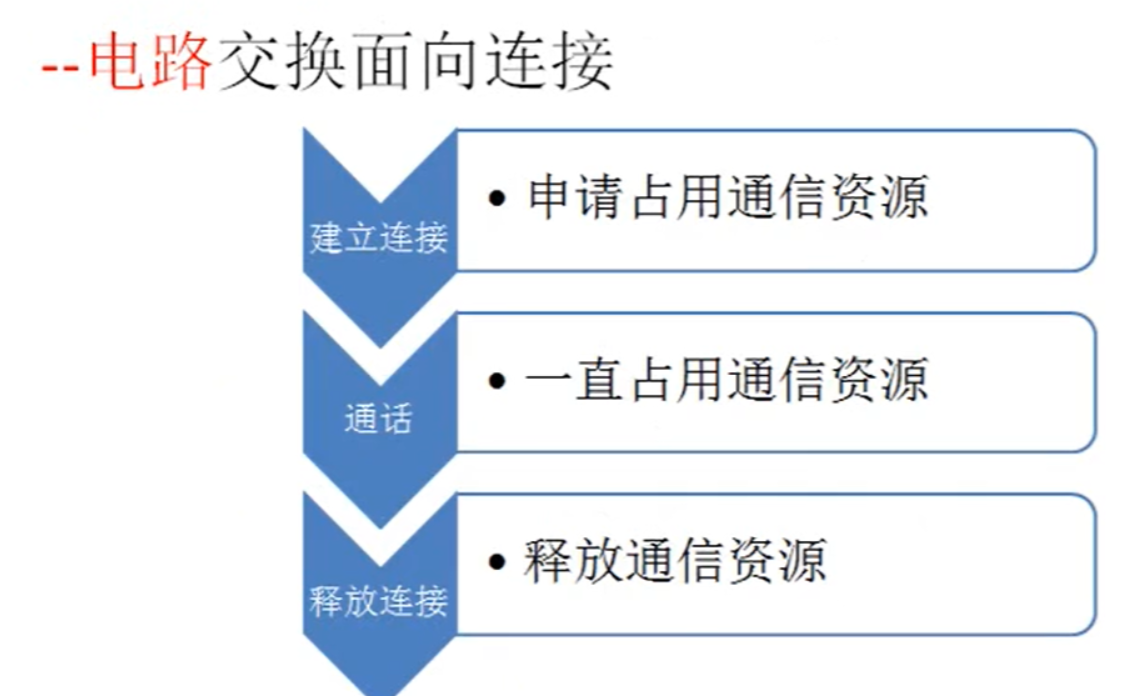 --电路交换面向连接
建立连接
• 申请占用通信资源
通话
• 一直占用通信资源
释放连接
• 释放通信资源